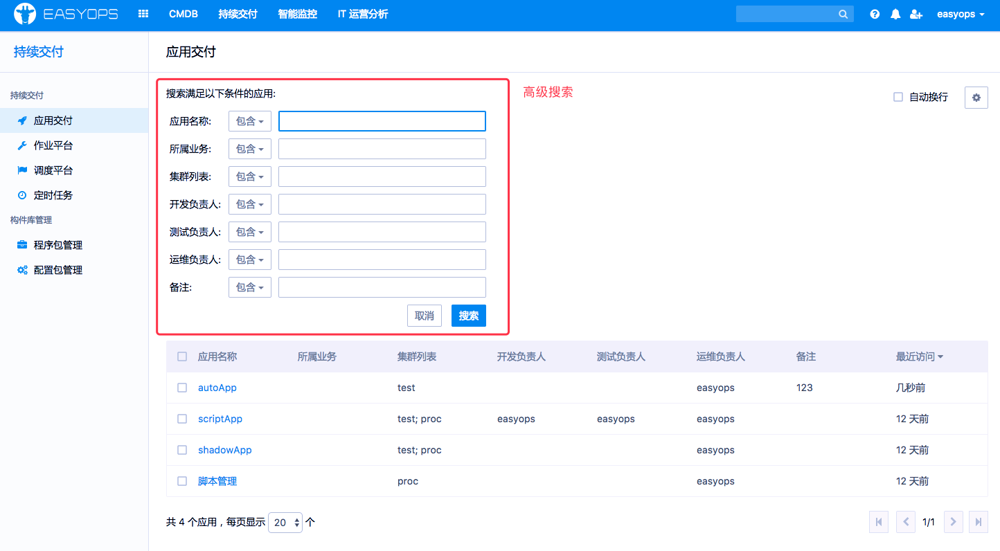 EASYOPS CMDB 持续交付 智能监控 IT 运营分析 easyops
持续交付
应用交付
持续交付
应用交付
作业平台
调度平台
定时任务
构件库管理
程序包管理
配置包管理
搜索满足以下条件的应用:
高级搜索
自动换行
应用名称: 包含
所属业务: 包含
集群列表: 包含
开发负责人: 包含
测试负责人: 包含
运维负责人: 包含
备注: 包含
取消 搜索
应用名称 所属业务 集群列表 开发负责人 测试负责人 运维负责人 备注 最近访问
autoApp test easyops 123 几秒前
scriptApp test; proc easyops easyops easyops 12 天前
shadowApp test; proc easyops 12 天前
脚本管理 proc easyops 12 天前
共 4 个应用，每页显示 20 个 1/1